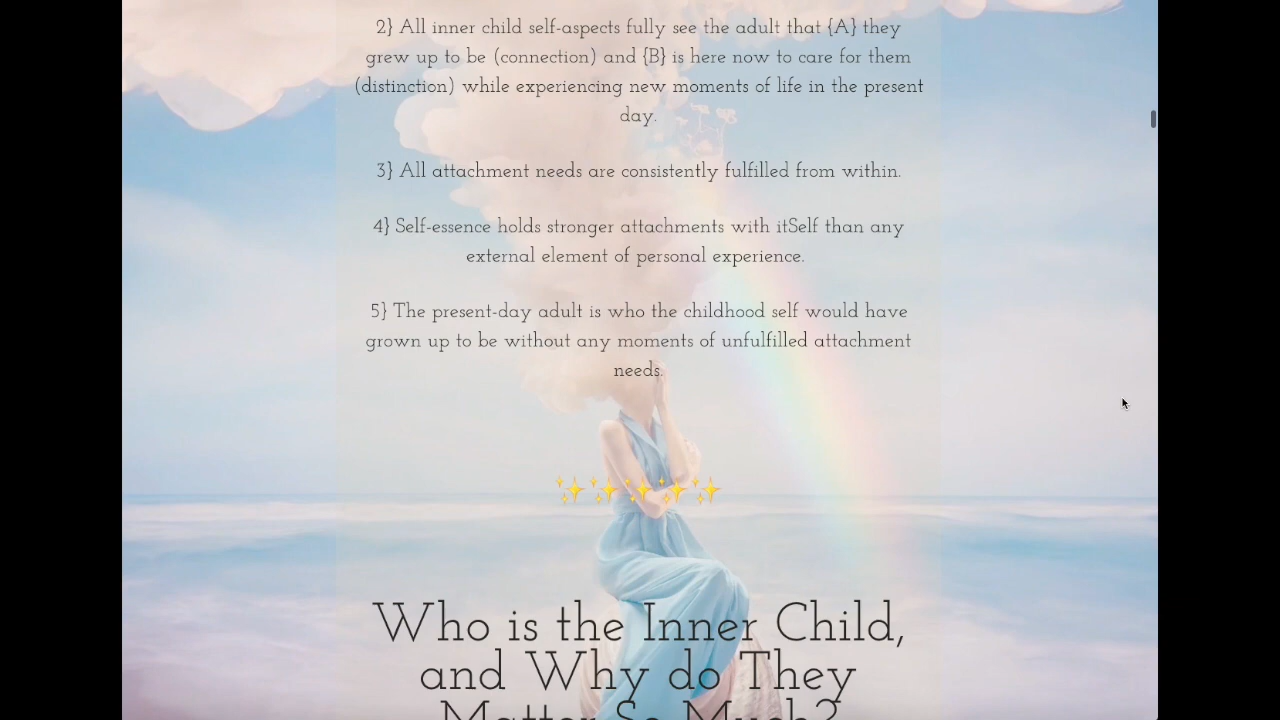 2} All inner child self-aspects fully see the adult that {A} they
grew up to be (connection) and {B} is here now to care for them
(distinction) while experiencing new moments of life in the present
day.
3} All attachment needs are consistently fulfilled from within.
4} Self-essence holds stronger attachments with itSelf than any
external element of personal experience.
5} The present-day adult is who the childhood self would have
grown up to be without any moments of unfulfilled attachment
needs.
Who is the Inner Child,
and Why do They
Matter So Much?